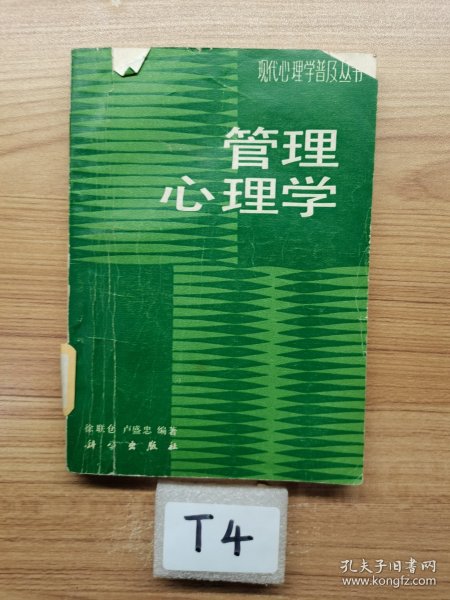 现代心理学普及丛书
管理
心理学
徐联仓 卢盛忠 编著
科学出版社
T4
孔夫子旧书网
www.kongfz.com